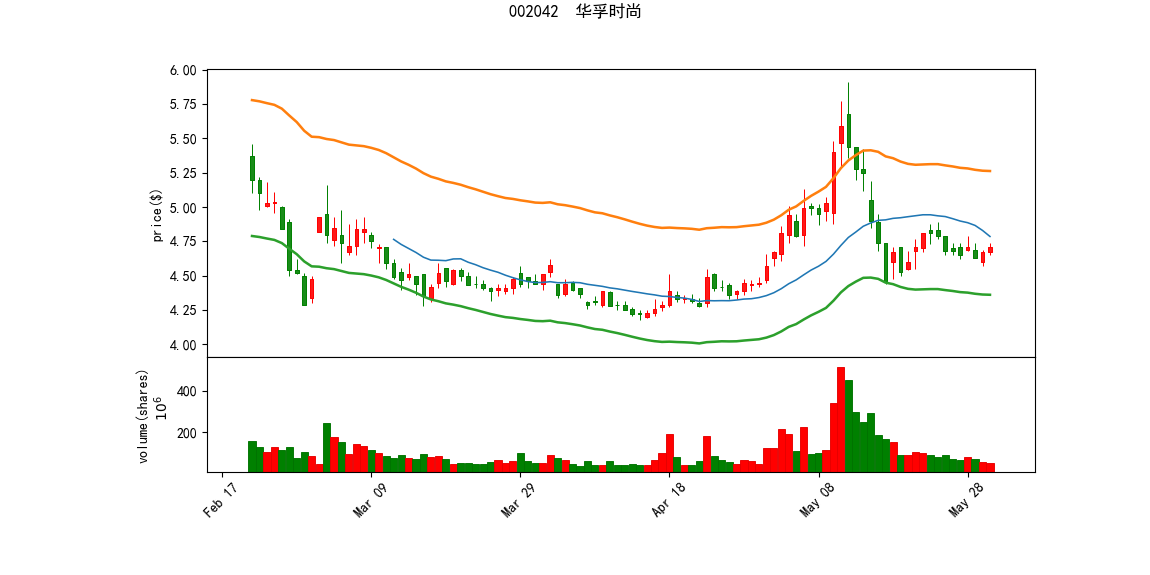 002042 华孚时尚
6.00
5.75
5.50
5.25
5.00
4.75
4.50
4.25
4.00
price($)
400
200
volume(shares)
10^6
Feb 17
Mar 09
Mar 29
Apr 18
May 08
May 28